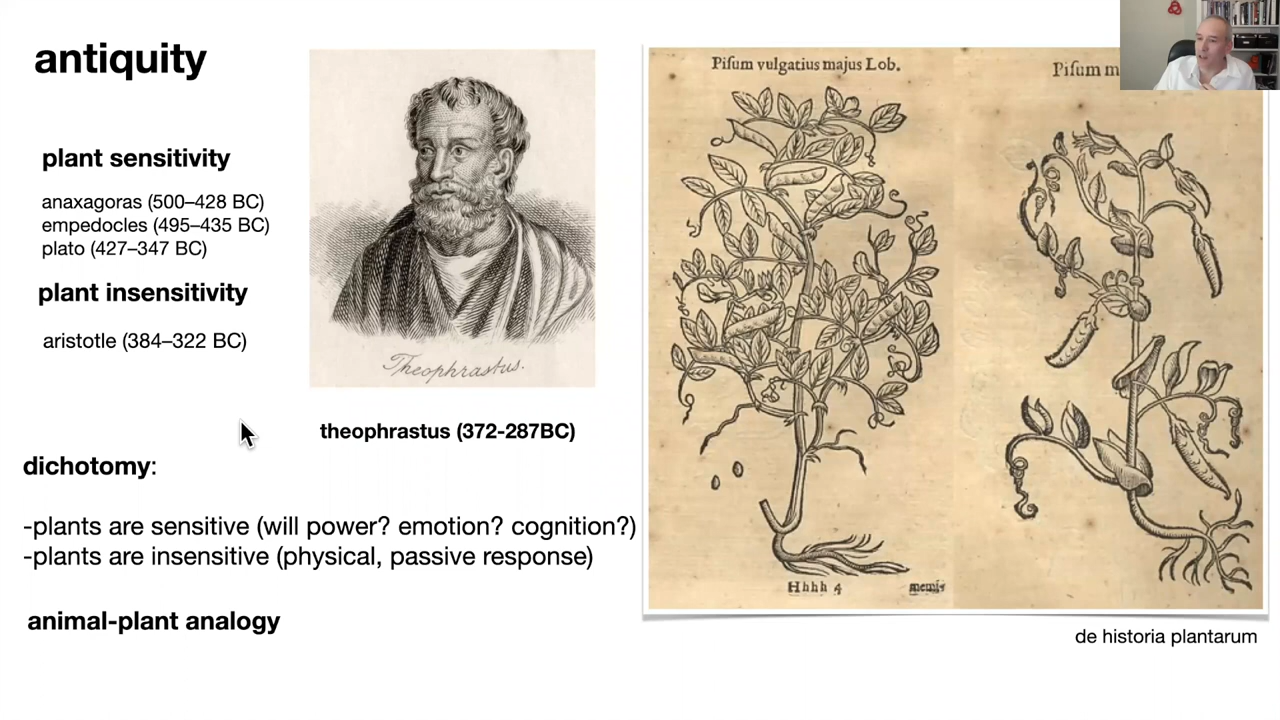 antiquity
plant sensitivity
anaxagoras (500–428 BC)
empedocles (495–435 BC)
plato (427–347 BC)
plant insensitivity
aristotle (384–322 BC)
Theophrastus.
theophrastus (372-287BC)
dichotomy:
-plants are sensitive (will power? emotion? cognition?)
-plants are insensitive (physical, passive response)
animal-plant analogy
Pisum vulgatius majus Lob.
Pisum m
Hhhh 4
de historia plantarum